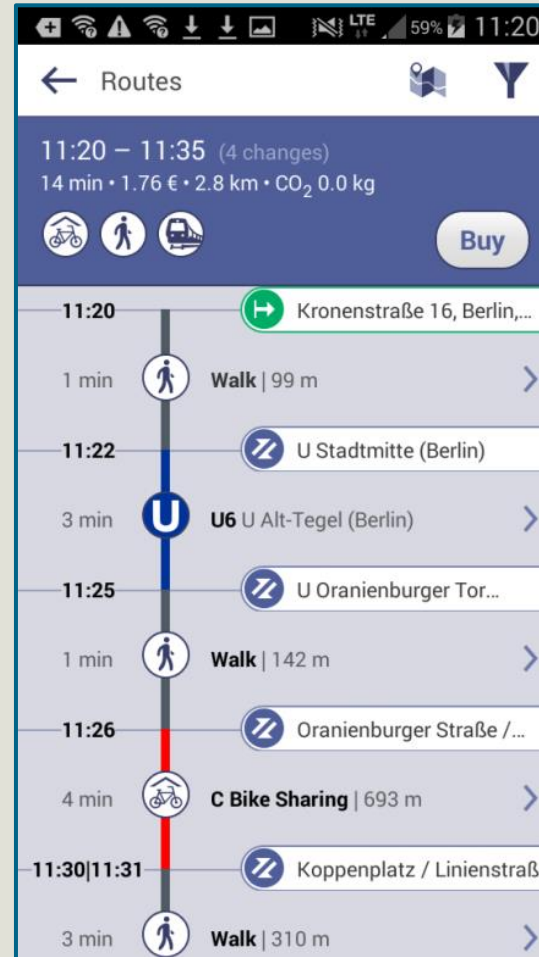 LTE 59% 11:20
Routes
11:20 – 11:35 (4 changes)
14 min • 1.76 € • 2.8 km • CO₂ 0.0 kg
Buy
11:20 Kronenstraße 16, Berlin,...
1 min Walk | 99 m
11:22 U Stadtmitte (Berlin)
3 min U U6 U Alt-Tegel (Berlin)
11:25 U Oranienburger Tor...
1 min Walk | 142 m
11:26 Oranienburger Straße /...
4 min C Bike Sharing | 693 m
11:30|11:31 Koppenplatz / Linienstraß
3 min Walk | 310 m